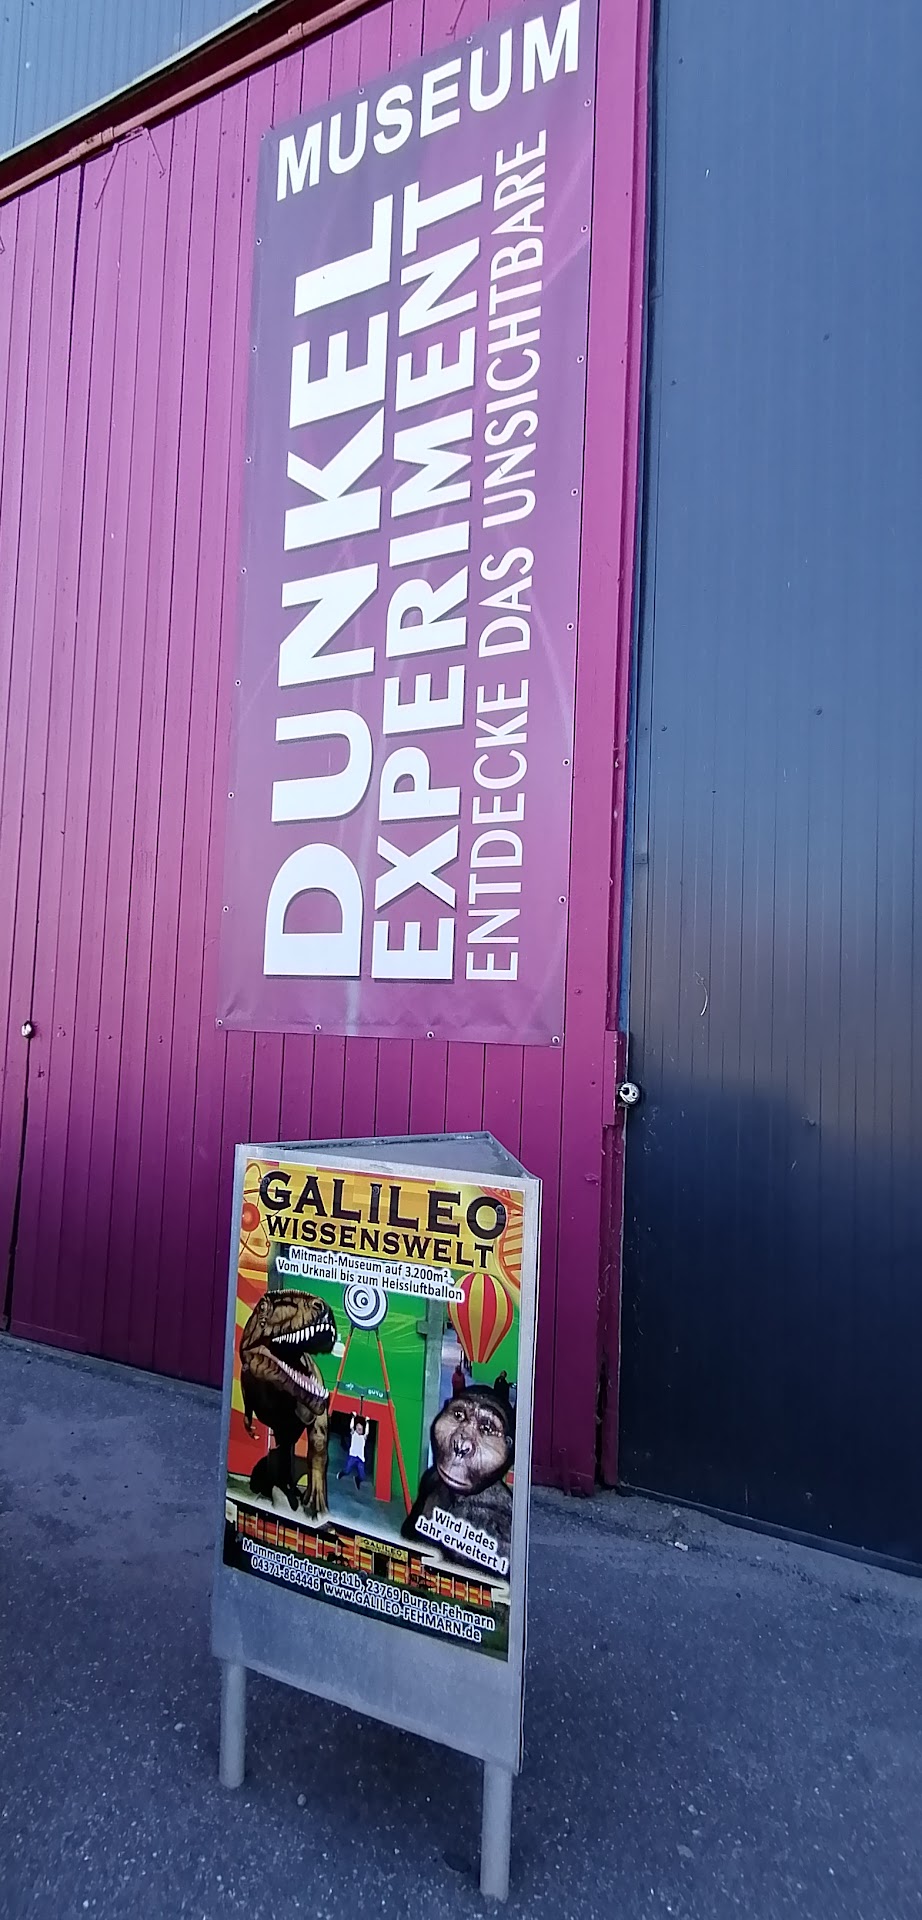 MUSEUM
DUNKEL
EXPERIMENT
ENTDECKE DAS UNSICHTBARE
GALILEO
WISSENSWELT
Mitmach-Museum auf 3.200m²
Vom Urknall bis zum Heissluftballon
Wird jedes
Jahr erweitert !
GALILEO
Mummendorferweg 11b, 23769 Burg a.Fehmarn
04371-864446 www.GALILEO-FEHMARN.de